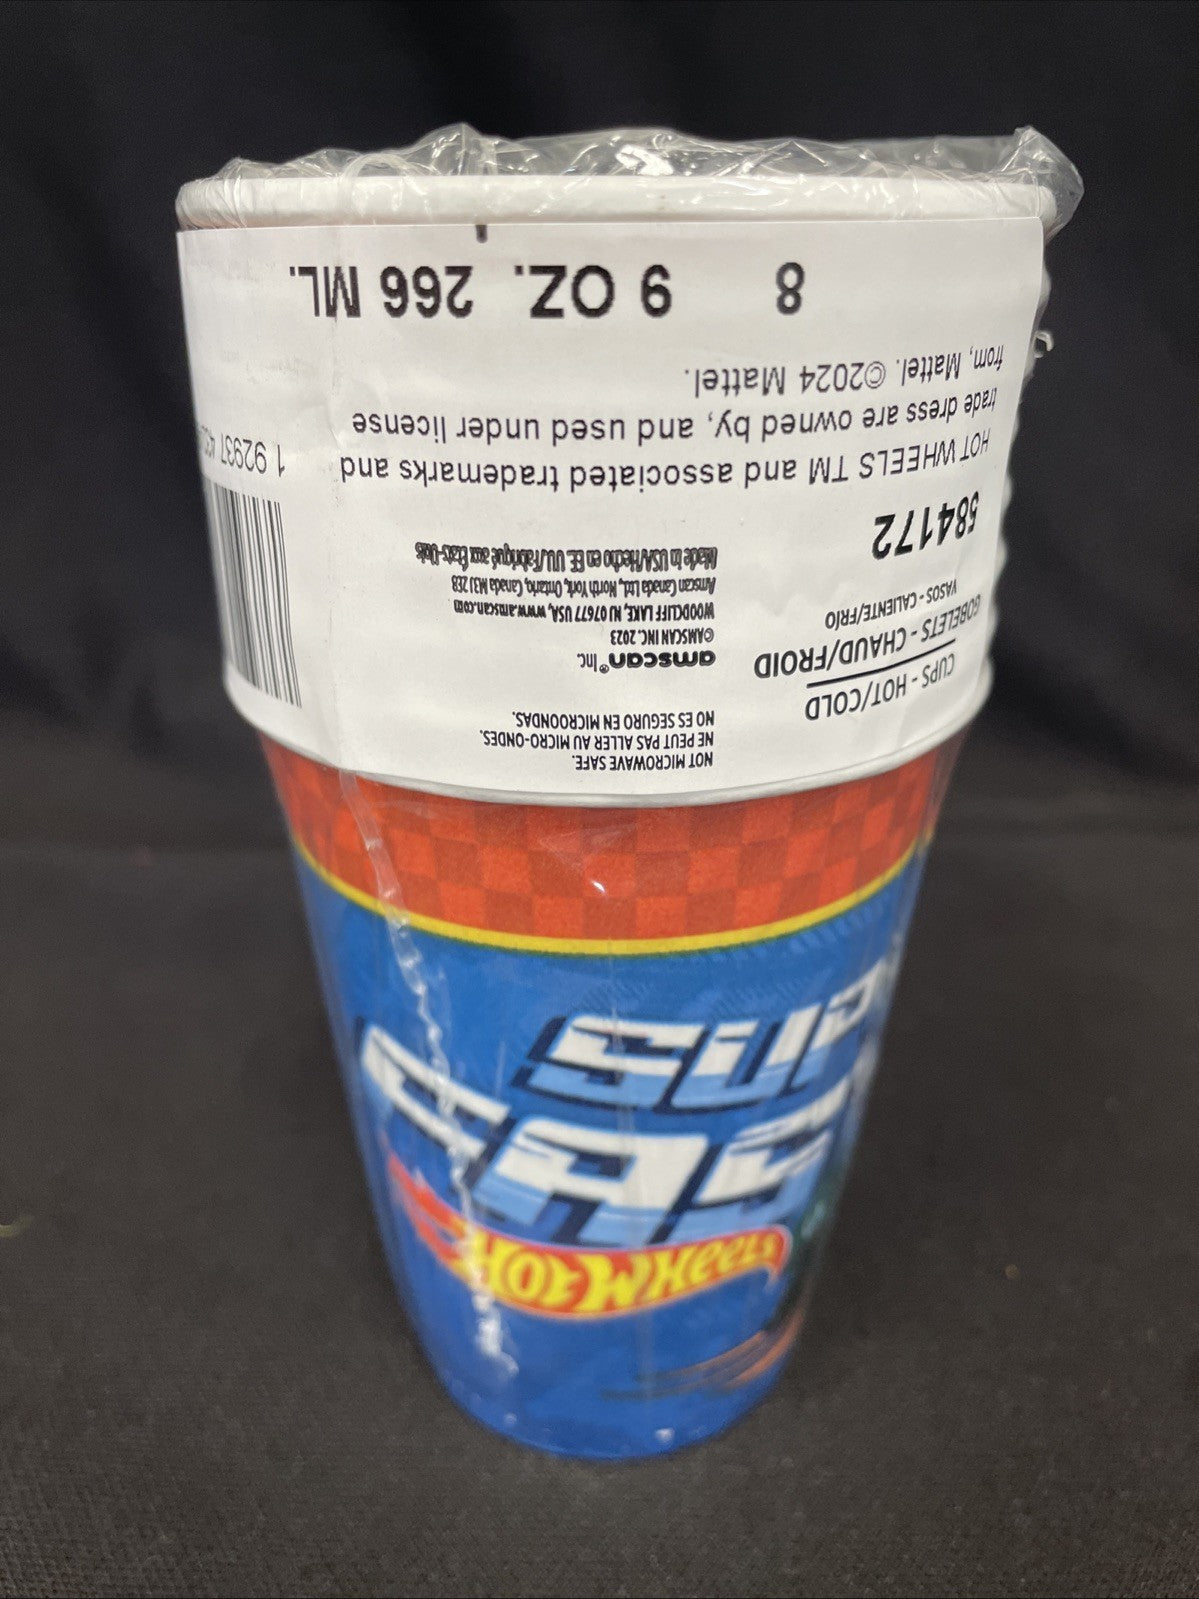 NOT MICROWAVE SAFE.
NE PEUT PAS ALLER AU MICRO-ONDES.
NO ES SEGURO EN MICROONDAS.
CUPS - HOT/COLD
GOBELETS - CHAUD/FROID
VASOS - CALIENTE/FRÍO
584172
amscan® Inc.
©AMSCAN INC. 2023
WOODCLIFF LAKE, NJ 07677 USA, www.amscan.com
Amscan Canada Ltd., North York, Ontario, Canada M3J 2E8
Made in USA/Hecho en EE. UU./Fabriqué aux États-Unis
HOT WHEELS TM and associated trademarks and
trade dress are owned by, and used under license
from, Mattel. ©2024 Mattel.
8 9 OZ. 266 ML.
1 92937
SUP
CAS
HOT WHEELS